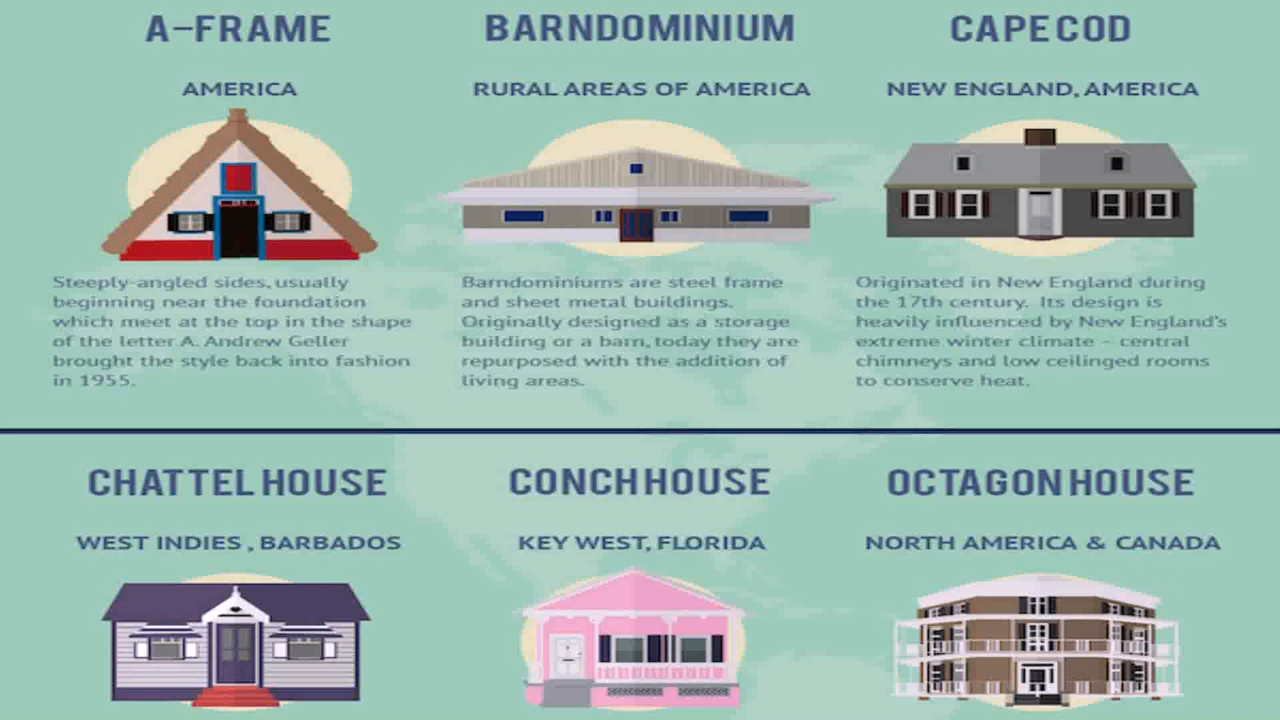 A-FRAME
AMERICA
Steeply-angled sides, usually
beginning near the foundation
which meet at the top in the shape
of the letter A. Andrew Geller
brought the style back into fashion
in 1955.
BARNDOMINIUM
RURAL AREAS OF AMERICA
Barndominiums are steel frame
and sheet metal buildings.
Originally designed as a storage
building or a barn, today they are
repurposed with the addition of
living areas.
CAPE COD
NEW ENGLAND, AMERICA
Originated in New England during
the 17th century. Its design is
heavily influenced by New England's
extreme winter climate – central
chimneys and low ceilinged rooms
to conserve heat.
CHATTEL HOUSE
WEST INDIES , BARBADOS
CONCH HOUSE
KEY WEST, FLORIDA
OCTAGON HOUSE
NORTH AMERICA & CANADA